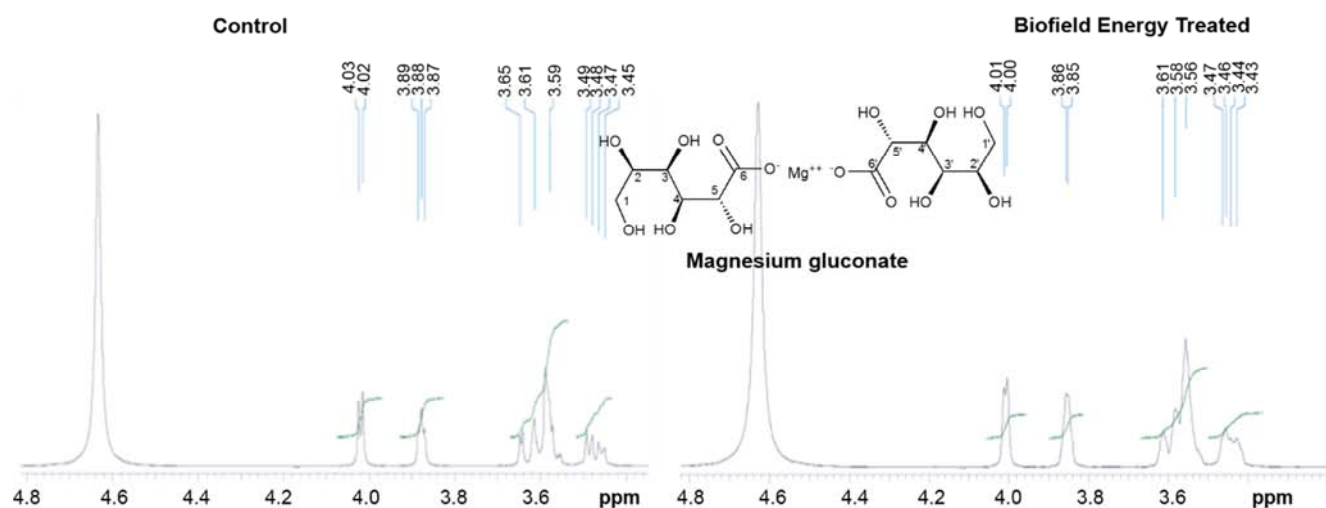 Control
Biofield Energy Treated
4.03
4.02
3.89
3.88
3.87
3.65
3.61
3.59
3.49
3.48
3.47
3.45
4.01
4.00
3.86
3.85
3.61
3.58
3.56
3.47
3.46
3.44
3.43
HO OH O
2 3 6 O- Mg++ -O
1 4 5
OH HO OH
HO OH HO
5' 4' 1'
6' 3' 2'
O HO OH OH
Magnesium gluconate
4.8 4.6 4.4 4.2 4.0 3.8 3.6 ppm
4.8 4.6 4.4 4.2 4.0 3.8 3.6 ppm